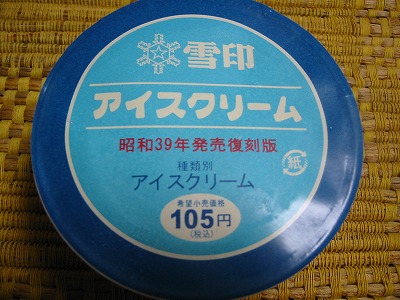 雪印
アイスクリーム
昭和39年発売復刻版
種類別
アイスクリーム
希望小売価格
105円
(税込)
紙